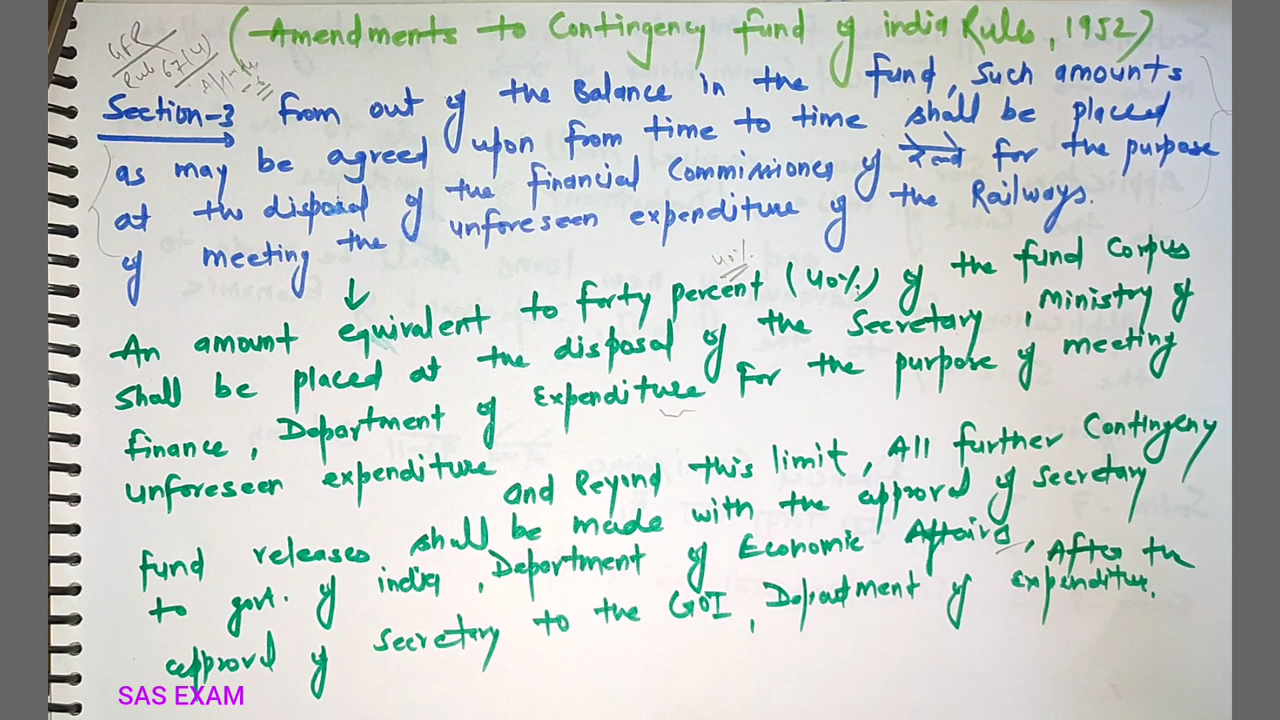 (Amendments to Contingency fund of india Rules, 1952)
GFR
Rule 67(4)
Section-3 From out of the Balance in the fund, Such amounts
as may be agreed upon from time to time shall be placed
at the disposal of the financial Commissioner of रेलवे for the purpose
of meeting the unforeseen expenditure of the Railways.
40%
An amount equivalent to forty percent (40%) of the fund Corpus
Shall be placed at the disposal of the Secretary, ministry of
finance, Department of Expenditure For the purpose of meeting
unforeseen expenditure and Beyond this limit, All further Contingeny
fund releases shall be made with the approval of Secretary
to govt. of india, Department of Economic Affairs, After the
approval of Secretary to the GOI, Department of Expenditure.
SAS EXAM